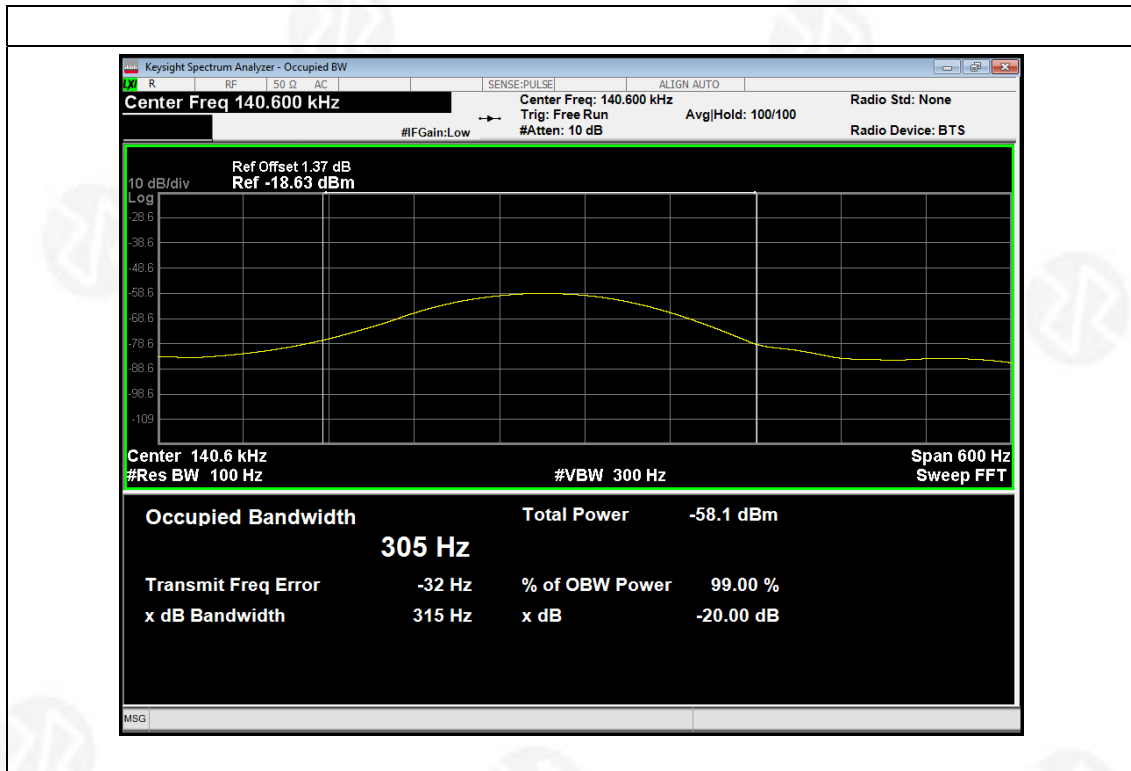 Keysight Spectrum Analyzer - Occupied BW
LXI R RF 50 Ω AC SENSE:PULSE ALIGN AUTO
Center Freq 140.600 kHz
Center Freq: 140.600 kHz
Radio Std: None
Trig: Free Run
Avg|Hold: 100/100
#IFGain:Low
#Atten: 10 dB
Radio Device: BTS
Ref Offset 1.37 dB
10 dB/div
Ref -18.63 dBm
Log
-28.6
-38.6
-48.6
-58.6
-68.6
-78.6
-88.6
-98.6
-109
Center 140.6 kHz
Span 600 Hz
#Res BW 100 Hz
#VBW 300 Hz
Sweep FFT
Occupied Bandwidth
Total Power -58.1 dBm
305 Hz
Transmit Freq Error -32 Hz
% of OBW Power 99.00 %
x dB Bandwidth 315 Hz
x dB -20.00 dB
MSG